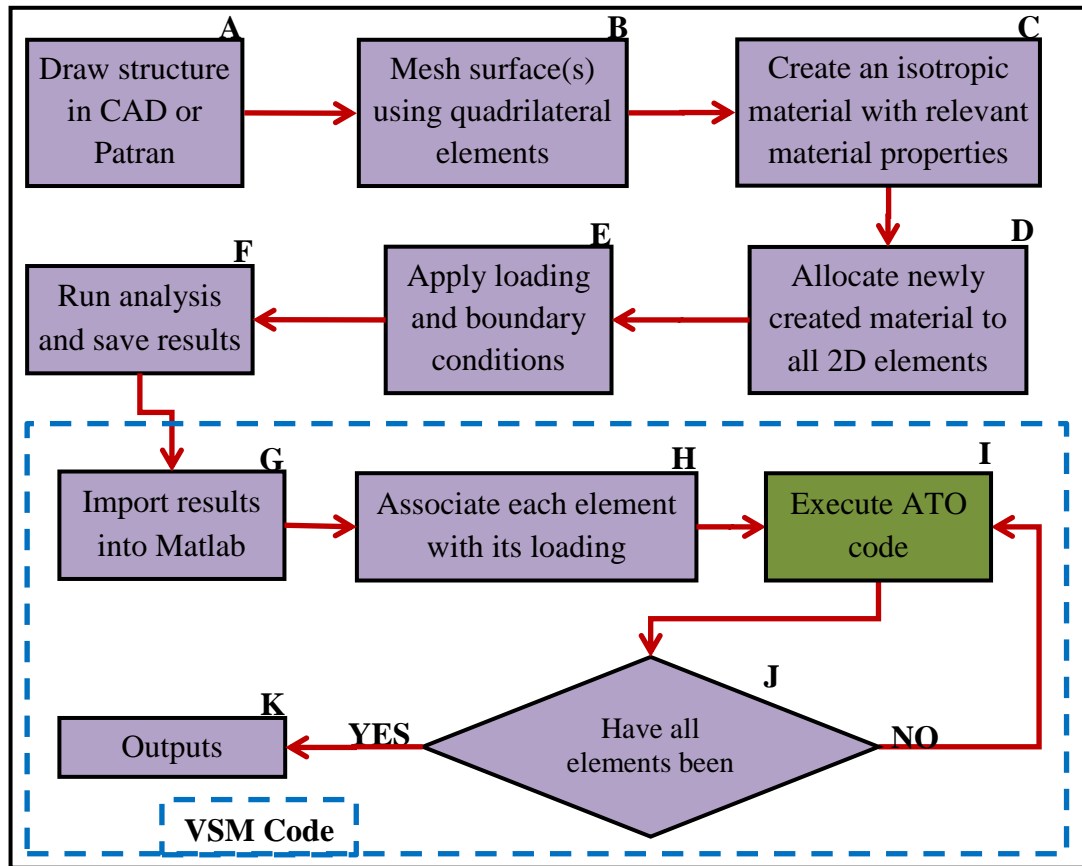 A
Draw structure
in CAD or
Patran
B
Mesh surface(s)
using quadrilateral
elements
C
Create an isotropic
material with relevant
material properties
D
Allocate newly
created material to
all 2D elements
E
Apply loading
and boundary
conditions
F
Run analysis
and save results
G
Import results
into Matlab
H
Associate each element
with its loading
I
Execute ATO
code
J
Have all
elements been
NO
YES
K
Outputs
VSM Code